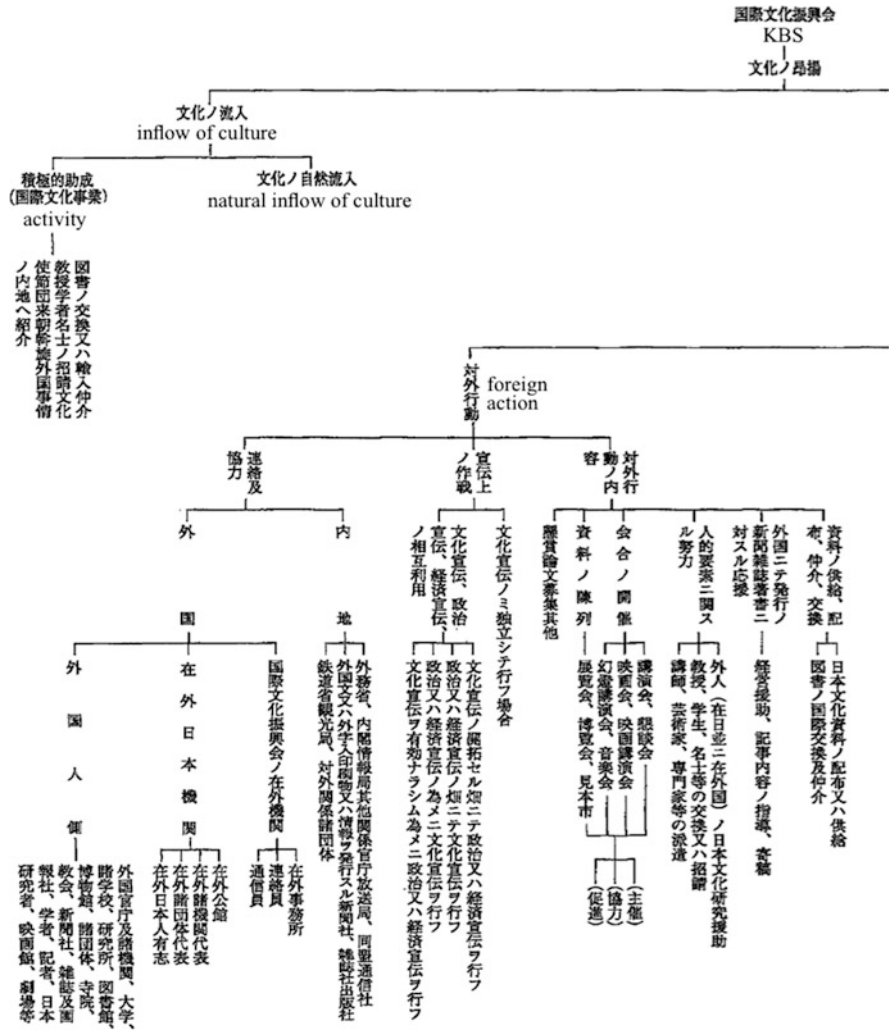 国際文化振興会
KBS
文化ノ昂揚
文化ノ流入
inflow of culture
積極的助成
(国際文化事業)
activity
文化ノ自然流入
natural inflow of culture
図書ノ交換又ハ輸入仲介
教授学者名士ノ招請文化
使節団来朝斡旋外国事情
ノ内地ヘ紹介
対外行動
foreign
action
対外行
動ノ内
容
宣伝上
ノ作戦
連絡及
協力
資料ノ供給、配
布、仲介、交換
外国ニテ発行ノ
新聞雑誌著書ニ
対スル応援
人的要素ニ関ス
ル努力
会合ノ開催
資料ノ陳列
懸賞論文募集其他
文化宣伝ノミ独立シテ行フ場合
文化宣伝、政治
宣伝、経済宣伝、
ノ相互利用
内地
外国
日本文化資料ノ配布又ハ供給
図書ノ国際交換及仲介
経営援助、記事内容ノ指導、寄稿
外人(在日並ニ在外国)ノ日本文化研究援助
教授、学生、名士等の交換又ハ招請
講師、芸術家、専門家等の派遣
講演会、懇談会
映画会、映画講演会
幻燈講演会、音楽会
展覧会、博覧会、見本市
(主催)
(協力)
(促進)
文化宣伝ノ開拓セル畑ニテ政治又ハ経済宣伝ヲ行フ
政治又ハ経済宣伝ノ畑ニテ文化宣伝ヲ行フ
政治又ハ経済宣伝ノ為メニ文化宣伝ヲ行フ
文化宣伝ヲ有効ナラシム為メニ政治又ハ経済宣伝ヲ行フ
外務省、内閣情報局其他関係官庁放送局、同盟通信社
外国文又ハ外字入印刷物又ハ情報ヲ発行スル新聞社、雑誌社出版社
鉄道省観光局、対外関係諸団体
国際文化振興会ノ在外機関
在外日本機関
外国人側
在外事務所
連絡員
通信員
在外公館
在外諸機関代表
在外諸団体代表
在外日本人有志
外国官庁及諸機関、大学、
諸学校、研究所、図書館、
博物館、諸団体、寺院、
教会、新聞社、雑誌及画
報社、学者、記者、日本
研究者、映画館、劇場等